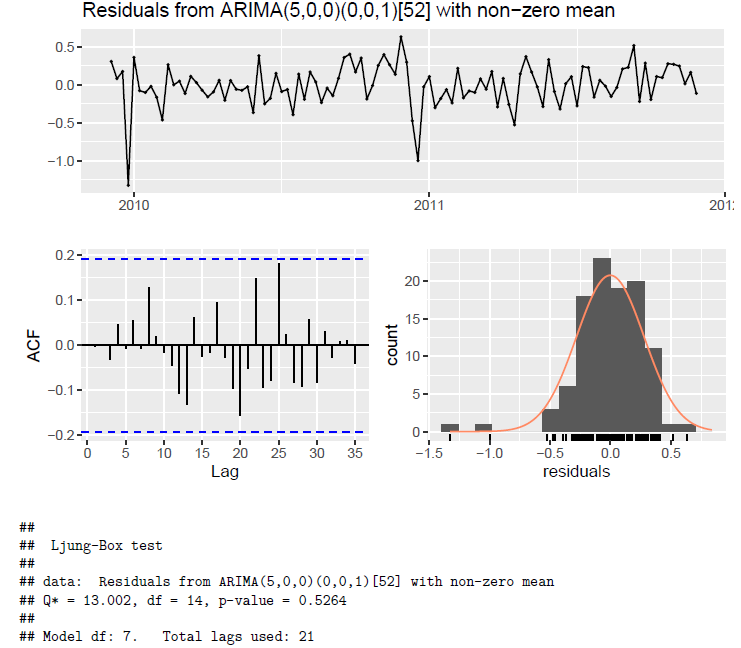 Residuals from ARIMA(5,0,0)(0,0,1)[52] with non−zero mean
0.5
0.0
−0.5
−1.0
2010 2011 2012
ACF
0.2
0.1
0.0
−0.1
−0.2
0 5 10 15 20 25 30 35
Lag
count
20
15
10
5
0
−1.5 −1.0 −0.5 0.0 0.5
residuals
##
## Ljung-Box test
##
## data: Residuals from ARIMA(5,0,0)(0,0,1)[52] with non-zero mean
## Q* = 13.002, df = 14, p-value = 0.5264
##
## Model df: 7. Total lags used: 21